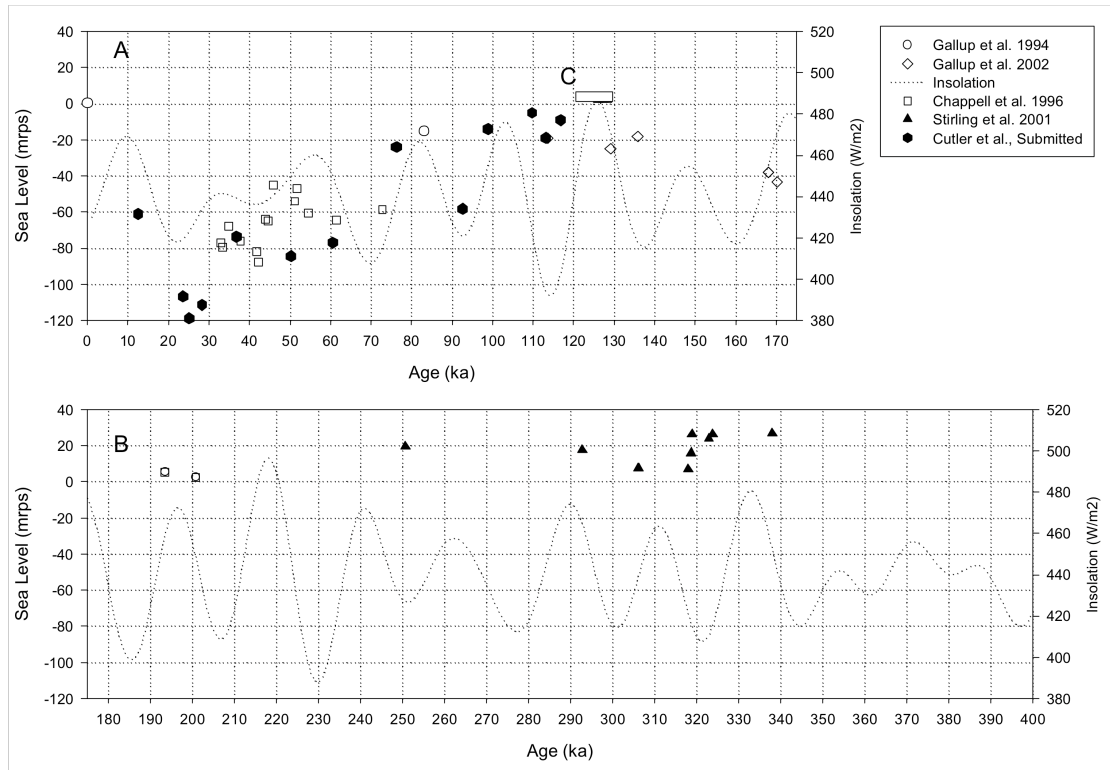 A
C
40
20
0
-20
-40
-60
-80
-100
-120
Sea Level (mrps)
520
500
480
460
440
420
400
380
Insolation (W/m2)
0 10 20 30 40 50 60 70 80 90 100 110 120 130 140 150 160 170
Age (ka)
Gallup et al. 1994
Gallup et al. 2002
Insolation
Chappell et al. 1996
Stirling et al. 2001
Cutler et al., Submitted
B
40
20
0
-20
-40
-60
-80
-100
-120
Sea Level (mrps)
520
500
480
460
440
420
400
380
Insolation (W/m2)
180 190 200 210 220 230 240 250 260 270 280 290 300 310 320 330 340 350 360 370 380 390 400
Age (ka)